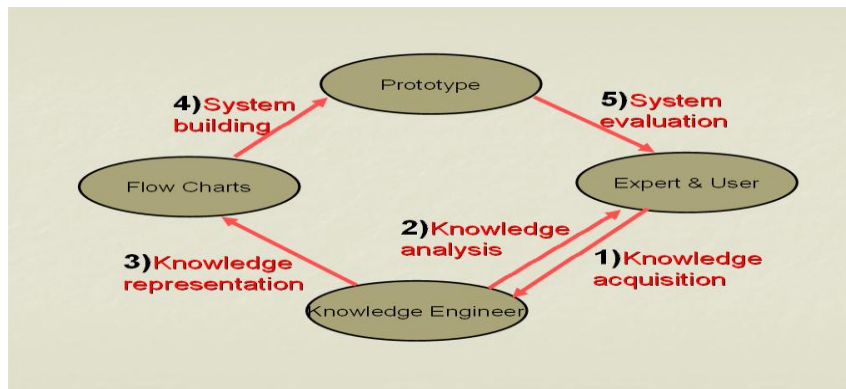 Prototype
4)System
building
5)System
evaluation
Flow Charts
Expert & User
2)Knowledge
analysis
3)Knowledge
representation
1)Knowledge
acquisition
Knowledge Engineer